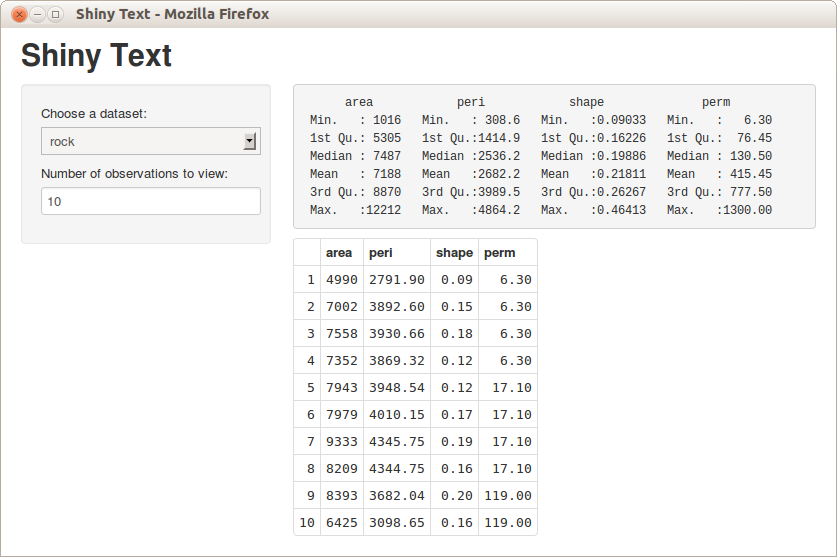 Shiny Text - Mozilla Firefox
Shiny Text
Choose a dataset:
rock
Number of observations to view:
10
area peri shape perm
Min. : 1016 Min. : 308.6 Min. :0.09033 Min. : 6.30
1st Qu.: 5305 1st Qu.:1414.9 1st Qu.:0.16226 1st Qu.: 76.45
Median : 7487 Median :2536.2 Median :0.19886 Median : 130.50
Mean : 7188 Mean :2682.2 Mean :0.21811 Mean : 415.45
3rd Qu.: 8870 3rd Qu.:3989.5 3rd Qu.:0.26267 3rd Qu.: 777.50
Max. :12212 Max. :4864.2 Max. :0.46413 Max. :1300.00
area peri shape perm
1 4990 2791.90 0.09 6.30
2 7002 3892.60 0.15 6.30
3 7558 3930.66 0.18 6.30
4 7352 3869.32 0.12 6.30
5 7943 3948.54 0.12 17.10
6 7979 4010.15 0.17 17.10
7 9333 4345.75 0.19 17.10
8 8209 4344.75 0.16 17.10
9 8393 3682.04 0.20 119.00
10 6425 3098.65 0.16 119.00